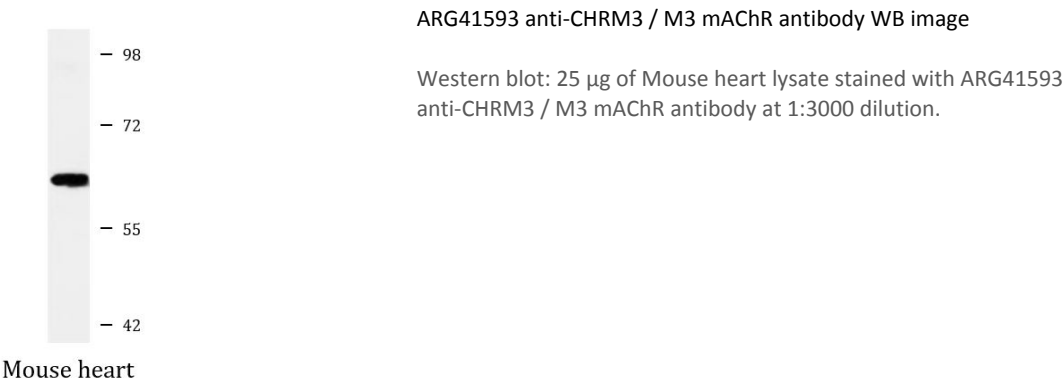 ARG41593 anti-CHRM3 / M3 mAChR antibody WB image
Western blot: 25 µg of Mouse heart lysate stained with ARG41593
anti-CHRM3 / M3 mAChR antibody at 1:3000 dilution.
– 98
– 72
– 55
– 42
Mouse heart